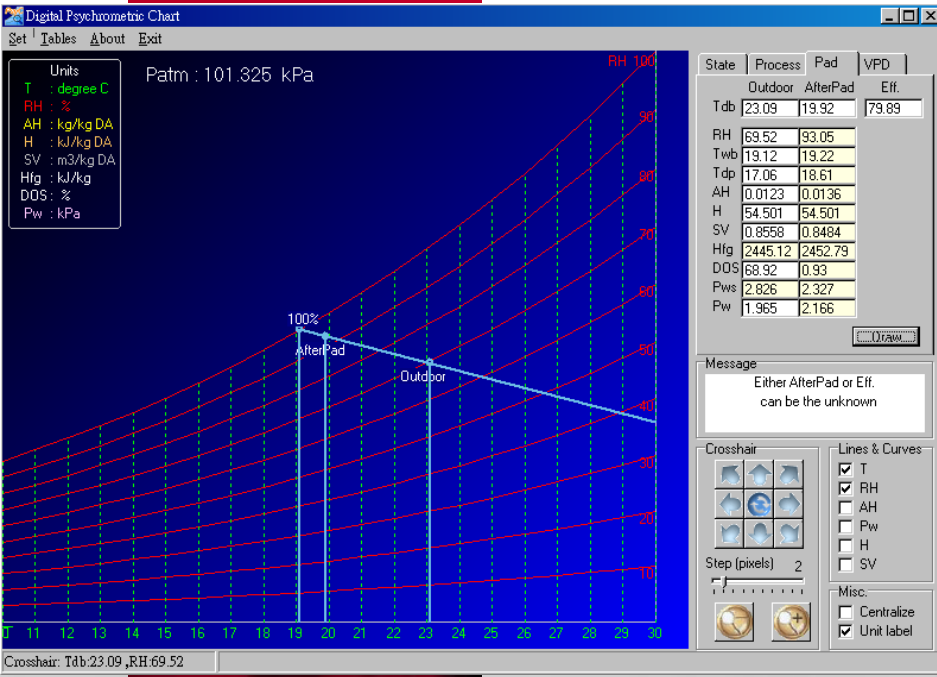 Digital Psychrometric Chart
Set Tables About Exit
Units
T : degree C
RH : %
AH : kg/kg DA
H : kJ/kg DA
SV : m3/kg DA
Hfg : kJ/kg
DOS : %
Pw : kPa
Patm : 101.325 kPa
RH 100
90
80
70
60
50
40
30
20
10
100%
AfterPad
Outdoor
T 11 12 13 14 15 16 17 18 19 20 21 22 23 24 25 26 27 28 29 30
State Process Pad VPD
Outdoor AfterPad Eff.
Tdb 23.09 19.92 79.89
RH 69.52 93.05
Twb 19.12 19.22
Tdp 17.06 18.61
AH 0.0123 0.0136
H 54.501 54.501
SV 0.8558 0.8484
Hfg 2445.12 2452.79
DOS 68.92 0.93
Pws 2.826 2.327
Pw 1.965 2.166
Draw
Message
Either AfterPad or Eff.
can be the unknown
Crosshair
Step (pixels) 2
Lines & Curves
T
RH
AH
Pw
H
SV
Misc.
Centralize
Unit label
Crosshair: Tdb:23.09 ,RH:69.52